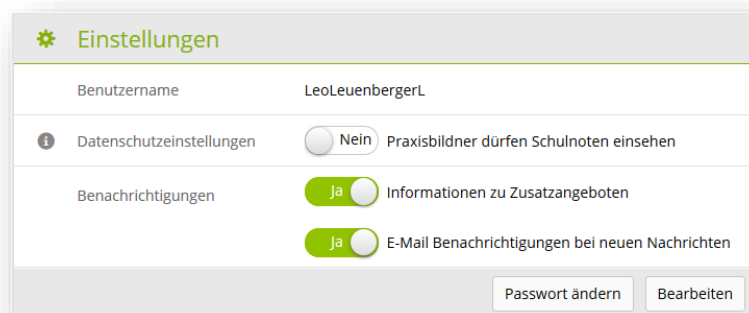 Einstellungen
Benutzername LeoLeuenbergerL
Datenschutzeinstellungen Nein Praxisbildner dürfen Schulnoten einsehen
Benachrichtigungen Ja Informationen zu Zusatzangeboten
Ja E-Mail Benachrichtigungen bei neuen Nachrichten
Passwort ändern Bearbeiten